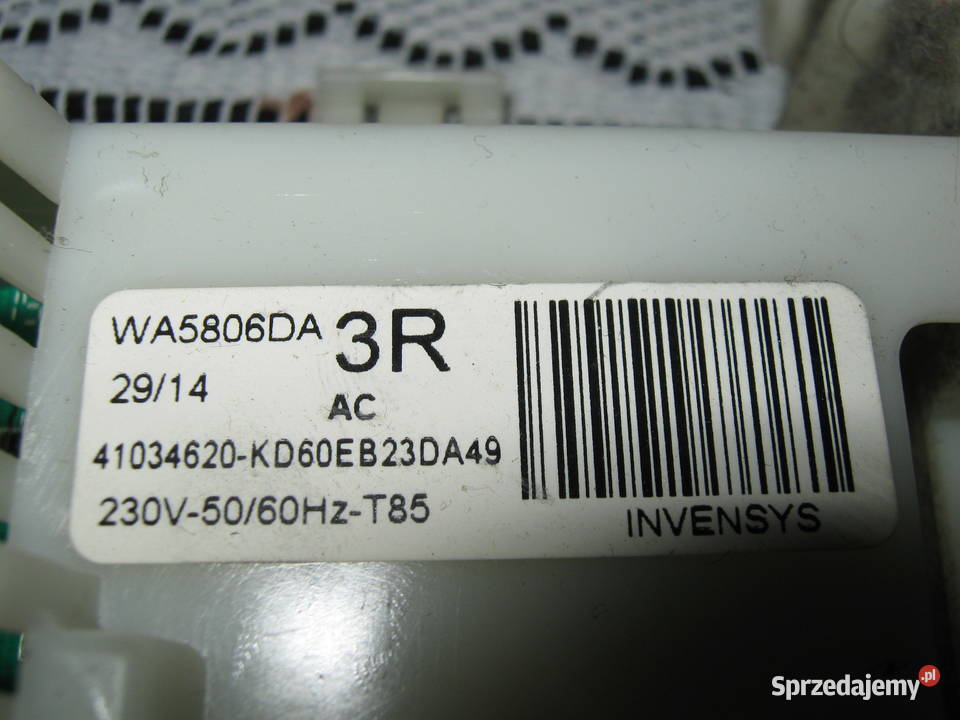 WA5806DA 3R
29/14
AC
41034620-KD60EB23DA49
230V-50/60Hz-T85
INVENSYS
Sprzedajemy.pl